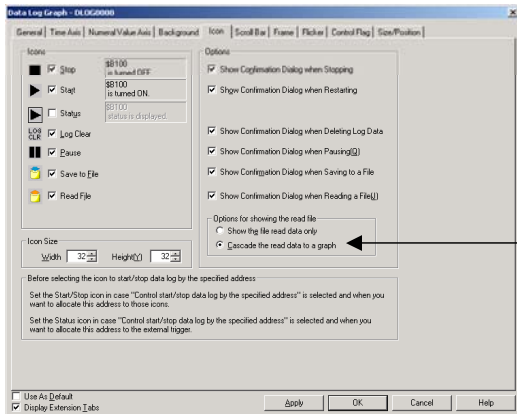 Data Log Graph - DLOG0000
General Time Axis Numeral Value Axis Background Icon Scroll Bar Frame Flicker Control Flag Size/Position
Icons
Stop
$B100
is turned OFF.
Start
$B100
is turned ON.
Status
$B100
status is displayed.
LOG
CLR
Log Clear
Pause
Save to File
Read File
Icon Size
Width 32 Height(Y) 32
Options
Show Confirmation Dialog when Stopping
Show Confirmation Dialog when Restarting
Show Confirmation Dialog when Deleting Log Data
Show Confirmation Dialog when Pausing(Q)
Show Confirmation Dialog when Saving to a File
Show Confirmation Dialog when Reading a File(J)
Options for showing the read file
Show the file read data only
Cascade the read data to a graph
Before selecting the icon to start/stop data log by the specified address
Set the Start/Stop icon in case "Control start/stop data log by the specified address" is selected and when you
want to allocate this address to those icons.
Set the Status icon in case "Control start/stop data log by the specified address" is selected and when you
want to allocate this address to the external trigger.
Use As Default
Display Extension Tabs
Apply OK Cancel Help